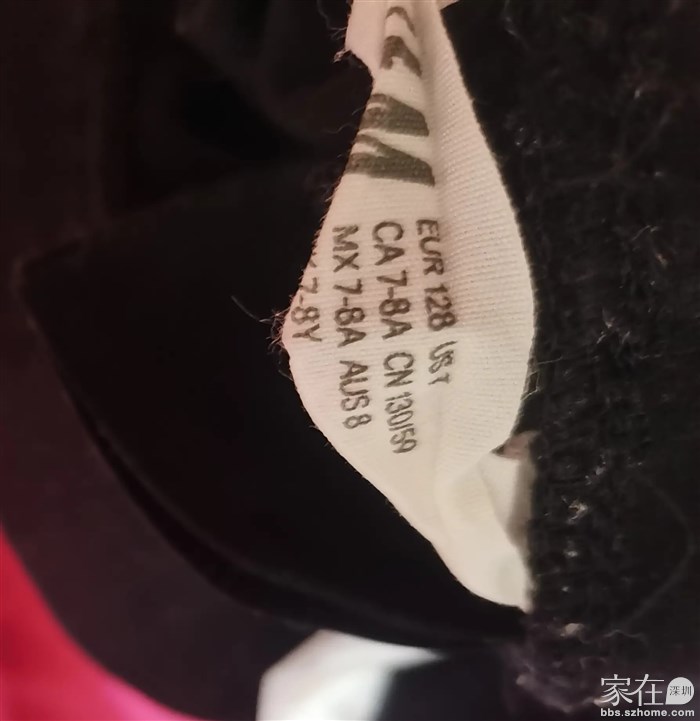 EUR 128 US 7
CA 7-8A CN 130/59
MX 7-8A AUS 8
7-8Y
家在 深圳
bbs.szhome.com